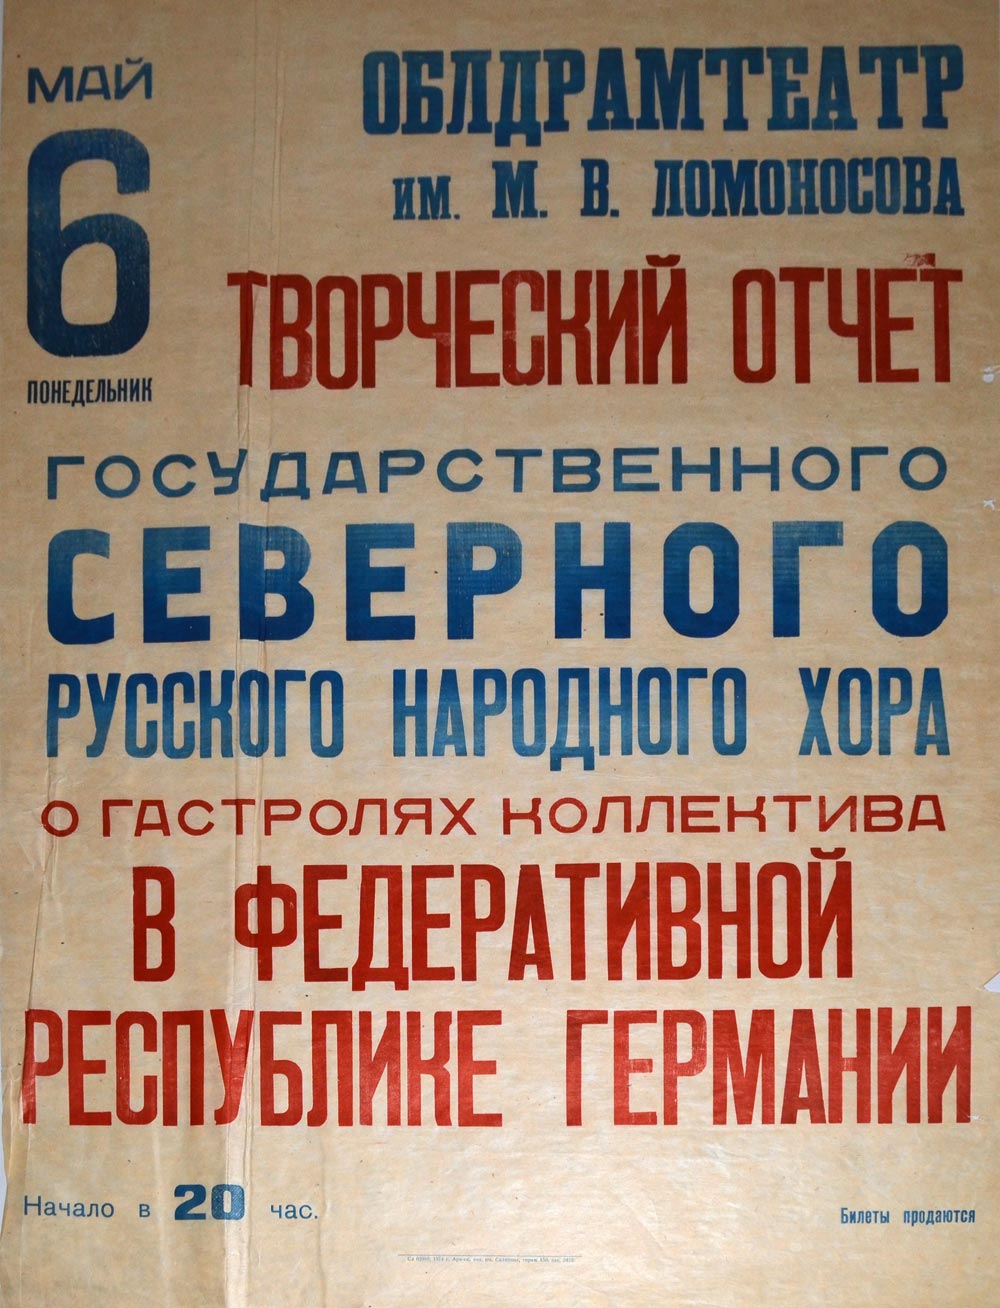 МАЙ
6
ПОНЕДЕЛЬНИК
ОБЛДРАМТЕАТР
ИМ. М. В. ЛОМОНОСОВА
ТВОРЧЕСКИЙ ОТЧЕТ
ГОСУДАРСТВЕННОГО
СЕВЕРНОГО
РУССКОГО НАРОДНОГО ХОРА
О ГАСТРОЛЯХ КОЛЛЕКТИВА
В ФЕДЕРАТИВНОЙ
РЕСПУБЛИКЕ ГЕРМАНИИ
Начало в 20 час.
Билеты продаются